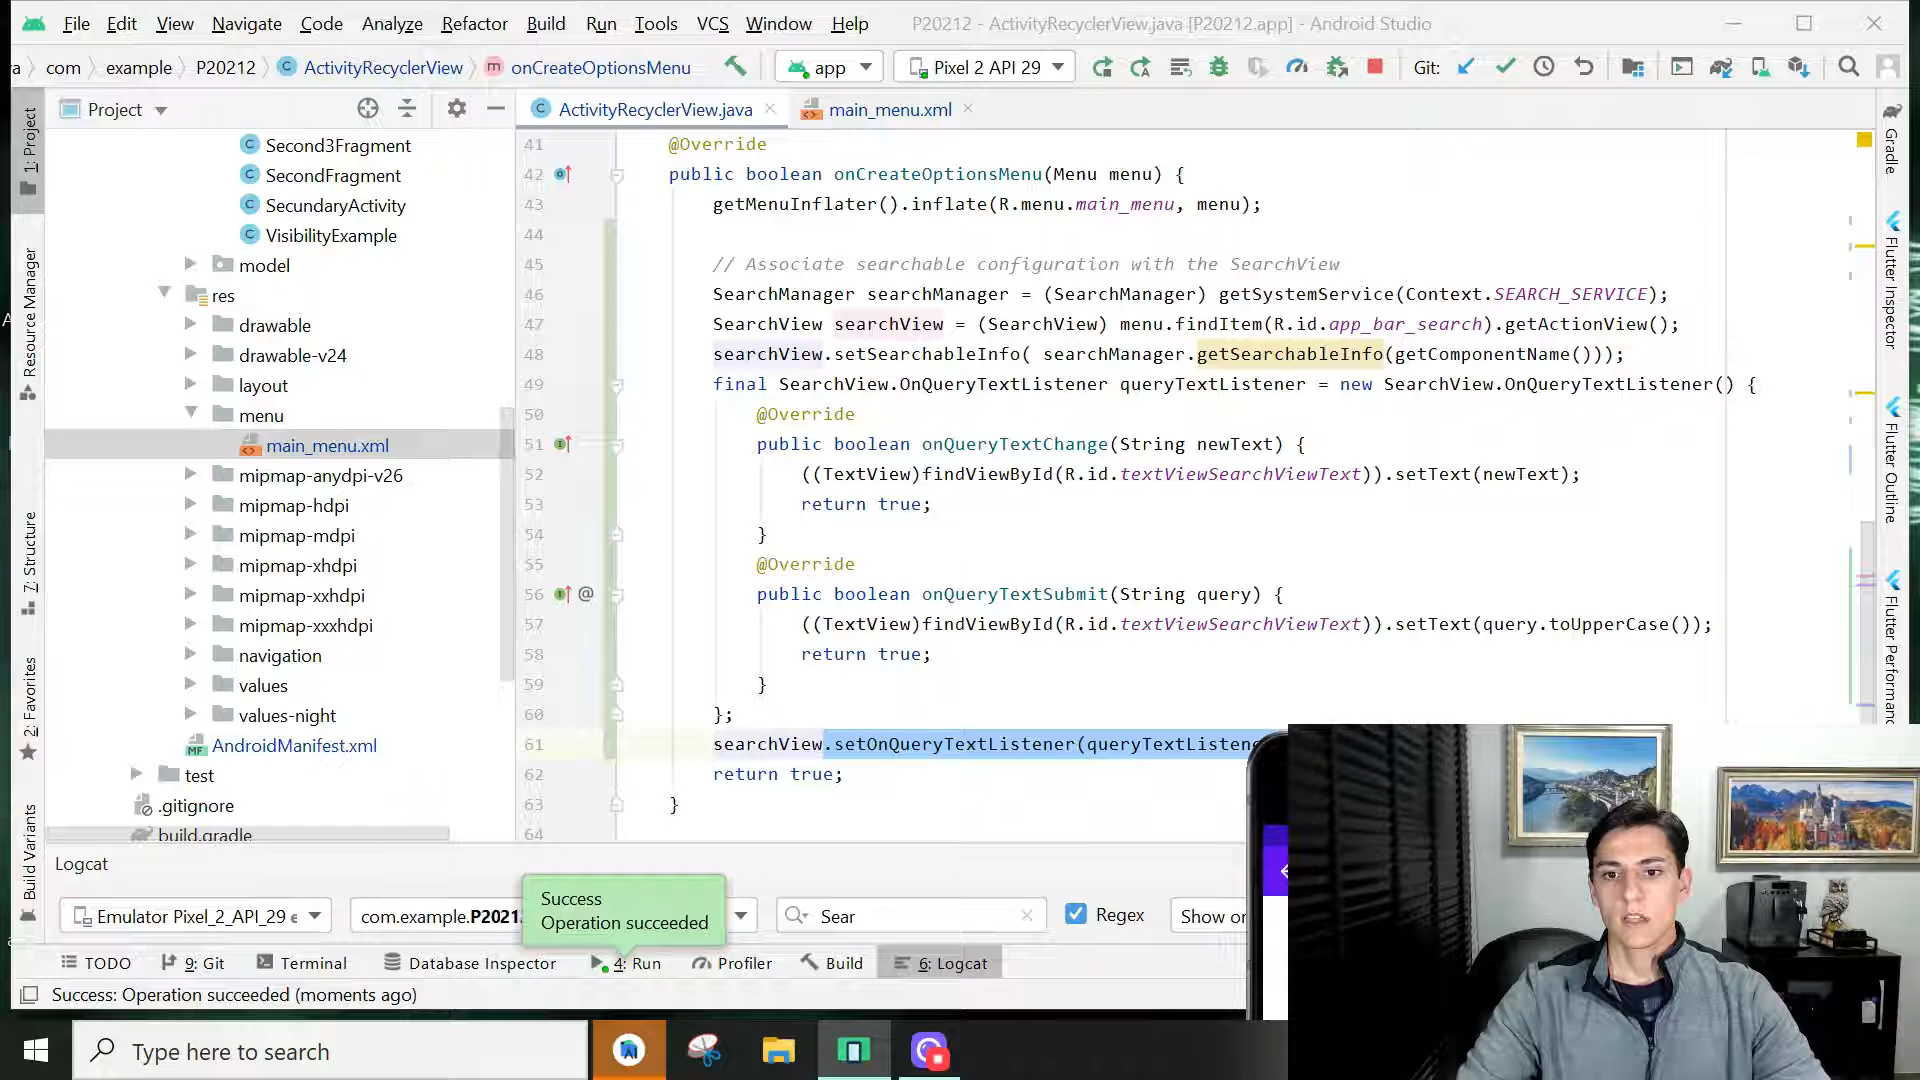 File Edit View Navigate Code Analyze Refactor Build Run Tools VCS Window Help P20212 - ActivityRecyclerView.java [P20212.app] - Android Studio
com example P20212 ActivityRecyclerView onCreateOptionsMenu app Pixel 2 API 29 Git:
Project ActivityRecyclerView.java main_menu.xml
1: Project
Resource Manager
7: Structure
2: Favorites
Build Variants
Second3Fragment
SecondFragment
SecundaryActivity
VisibilityExample
model
res
drawable
drawable-v24
layout
menu
main_menu.xml
mipmap-anydpi-v26
mipmap-hdpi
mipmap-mdpi
mipmap-xhdpi
mipmap-xxhdpi
mipmap-xxxhdpi
navigation
values
values-night
AndroidManifest.xml
test
.gitignore
build.gradle
41 @Override
42 public boolean onCreateOptionsMenu(Menu menu) {
43 getMenuInflater().inflate(R.menu.main_menu, menu);
44
45 // Associate searchable configuration with the SearchView
46 SearchManager searchManager = (SearchManager) getSystemService(Context.SEARCH_SERVICE);
47 SearchView searchView = (SearchView) menu.findItem(R.id.app_bar_search).getActionView();
48 searchView.setSearchableInfo( searchManager.getSearchableInfo(getComponentName()));
49 final SearchView.OnQueryTextListener queryTextListener = new SearchView.OnQueryTextListener() {
50 @Override
51 public boolean onQueryTextChange(String newText) {
52 ((TextView)findViewById(R.id.textViewSearchViewText)).setText(newText);
53 return true;
54 }
55 @Override
56 @ public boolean onQueryTextSubmit(String query) {
57 ((TextView)findViewById(R.id.textViewSearchViewText)).setText(query.toUpperCase());
58 return true;
59 }
60 };
61 searchView.setOnQueryTextListener(queryTextListene
62 return true;
63 }
64
Gradle
Flutter Inspector
Flutter Outline
Flutter Performanc
Logcat
Emulator Pixel_2_API_29 e com.example.P20212 Sear Regex Show on
Success
Operation succeeded
TODO 9: Git Terminal Database Inspector 4: Run Profiler Build 6: Logcat
Success: Operation succeeded (moments ago)
Type here to search